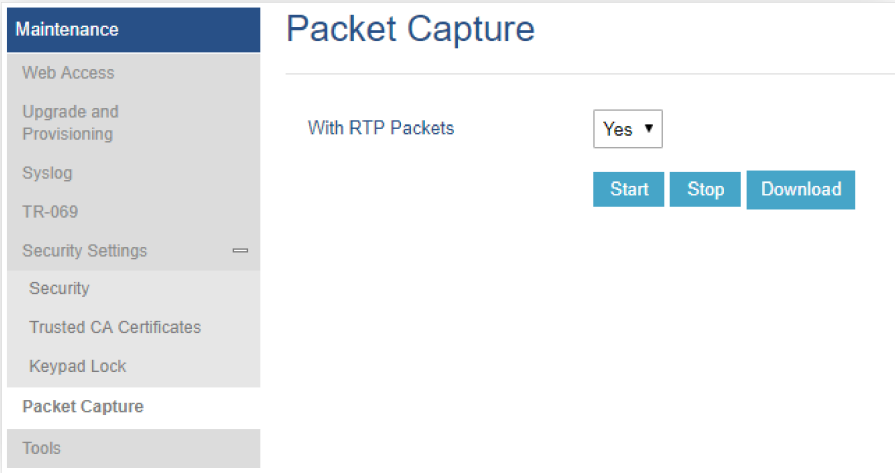 Maintenance
Web Access
Upgrade and
Provisioning
Syslog
TR-069
Security Settings
Security
Trusted CA Certificates
Keypad Lock
Packet Capture
Tools
Packet Capture
With RTP Packets
Yes
Start
Stop
Download